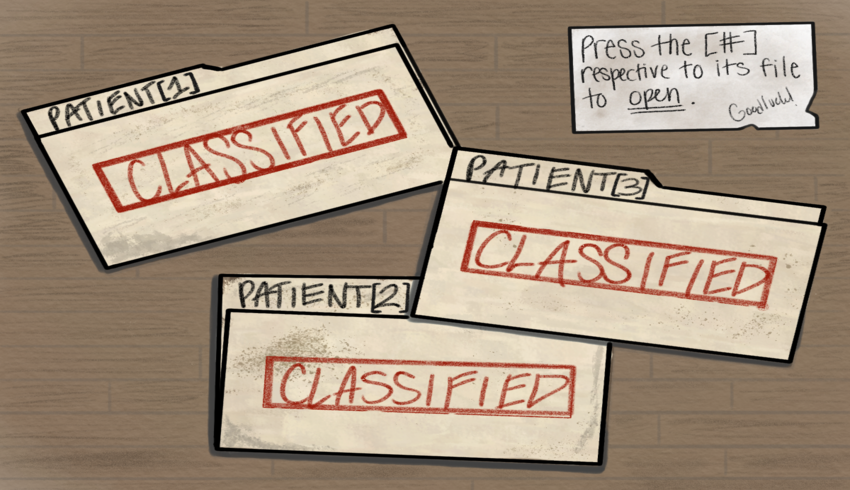 PATIENT[1]
CLASSIFIED
Press the [#]
respective to its file
to open.
Goodluck!
PATIENT[3]
CLASSIFIED
PATIENT[2]
CLASSIFIED